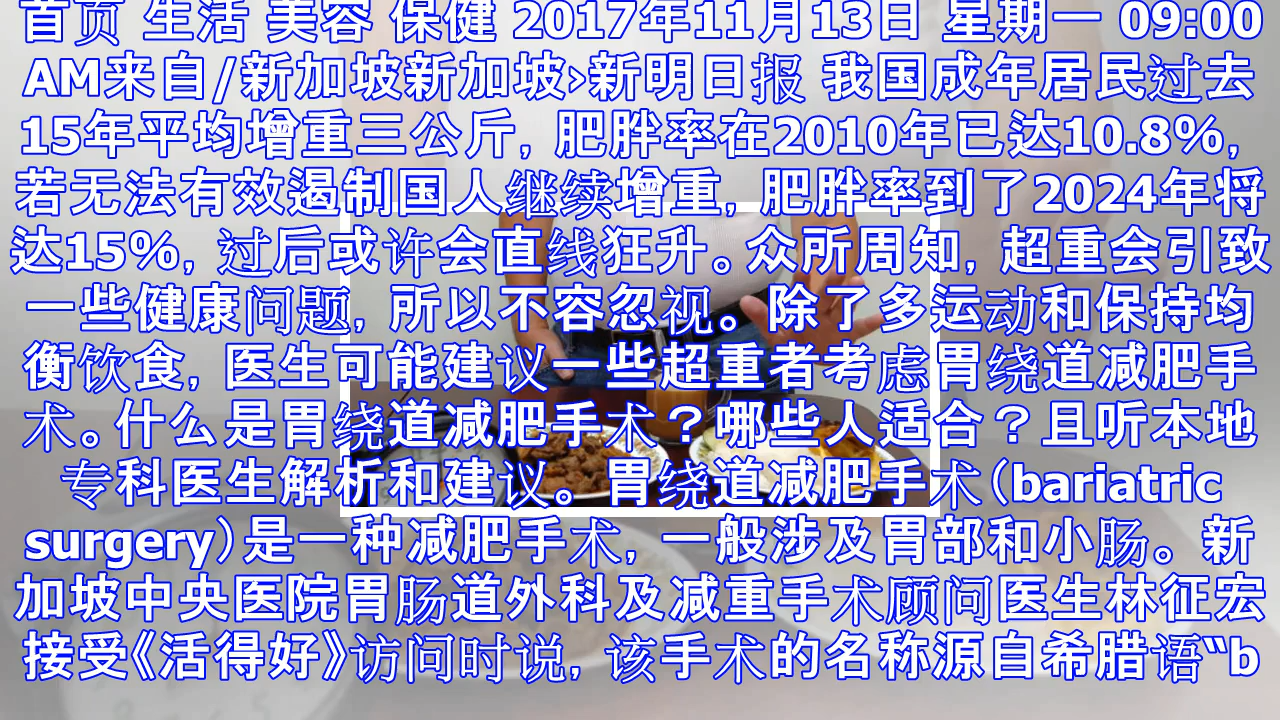 首页 生活 美容 保健 2017年11月13日 星期一 09:00
AM来自/新加坡新加坡>新明日报 我国成年居民过去
15年平均增重三公斤，肥胖率在2010年已达10.8%，
若无法有效遏制国人继续增重，肥胖率到了2024年将
达15%，过后或许会直线狂升。众所周知，超重会引致
一些健康问题，所以不容忽视。除了多运动和保持均
衡饮食，医生可能建议一些超重者考虑胃绕道减肥手
术。什么是胃绕道减肥手术？哪些人适合？且听本地
专科医生解析和建议。胃绕道减肥手术（bariatric
surgery）是一种减肥手术，一般涉及胃部和小肠。新
加坡中央医院胃肠道外科及减重手术顾问医生林征宏
接受《活得好》访问时说，该手术的名称源自希腊语“b